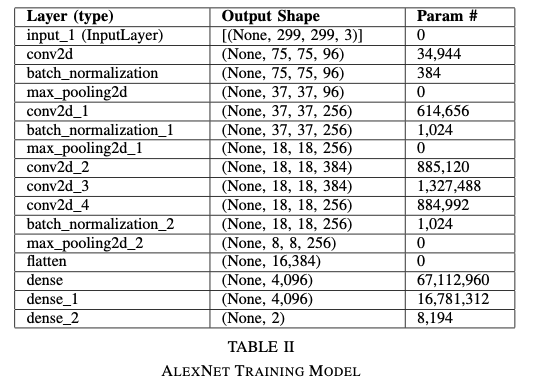 Layer (type) Output Shape Param #
input_1 (InputLayer) [(None, 299, 299, 3)] 0
conv2d (None, 75, 75, 96) 34,944
batch_normalization (None, 75, 75, 96) 384
max_pooling2d (None, 37, 37, 96) 0
conv2d_1 (None, 37, 37, 256) 614,656
batch_normalization_1 (None, 37, 37, 256) 1,024
max_pooling2d_1 (None, 18, 18, 256) 0
conv2d_2 (None, 18, 18, 384) 885,120
conv2d_3 (None, 18, 18, 384) 1,327,488
conv2d_4 (None, 18, 18, 256) 884,992
batch_normalization_2 (None, 18, 18, 256) 1,024
max_pooling2d_2 (None, 8, 8, 256) 0
flatten (None, 16,384) 0
dense (None, 4,096) 67,112,960
dense_1 (None, 4,096) 16,781,312
dense_2 (None, 2) 8,194
TABLE II
ALEXNET TRAINING MODEL